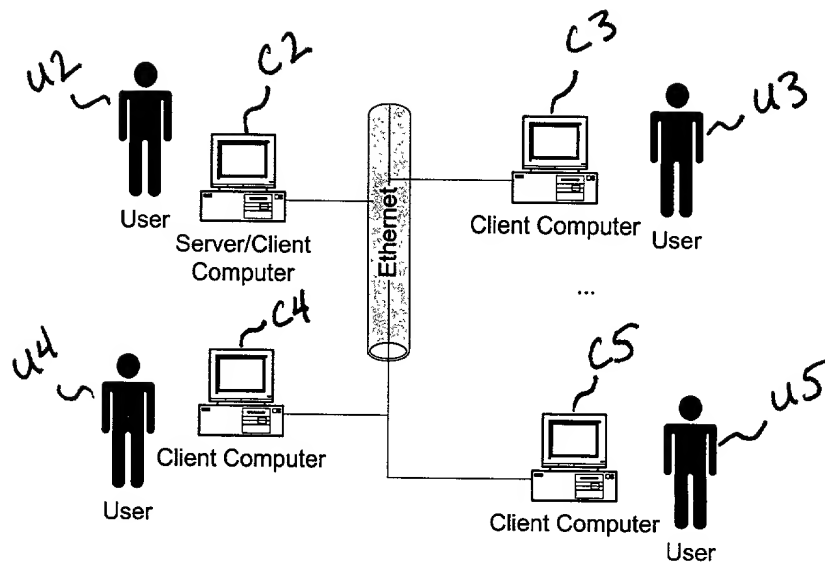 U2
C2
C3
U3
User
Server/Client
Computer
Ethernet
Client Computer
User
...
U4
C4
C5
U5
Client Computer
User
Client Computer
User